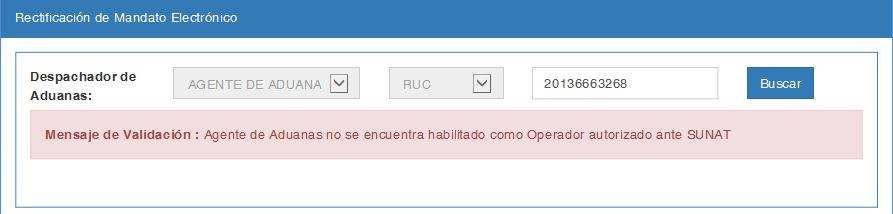 Rectificación de Mandato Electrónico
Despachador de
Aduanas:
AGENTE DE ADUANA
RUC
20136663268
Buscar
Mensaje de Validación : Agente de Aduanas no se encuentra habilitado como Operador autorizado ante SUNAT